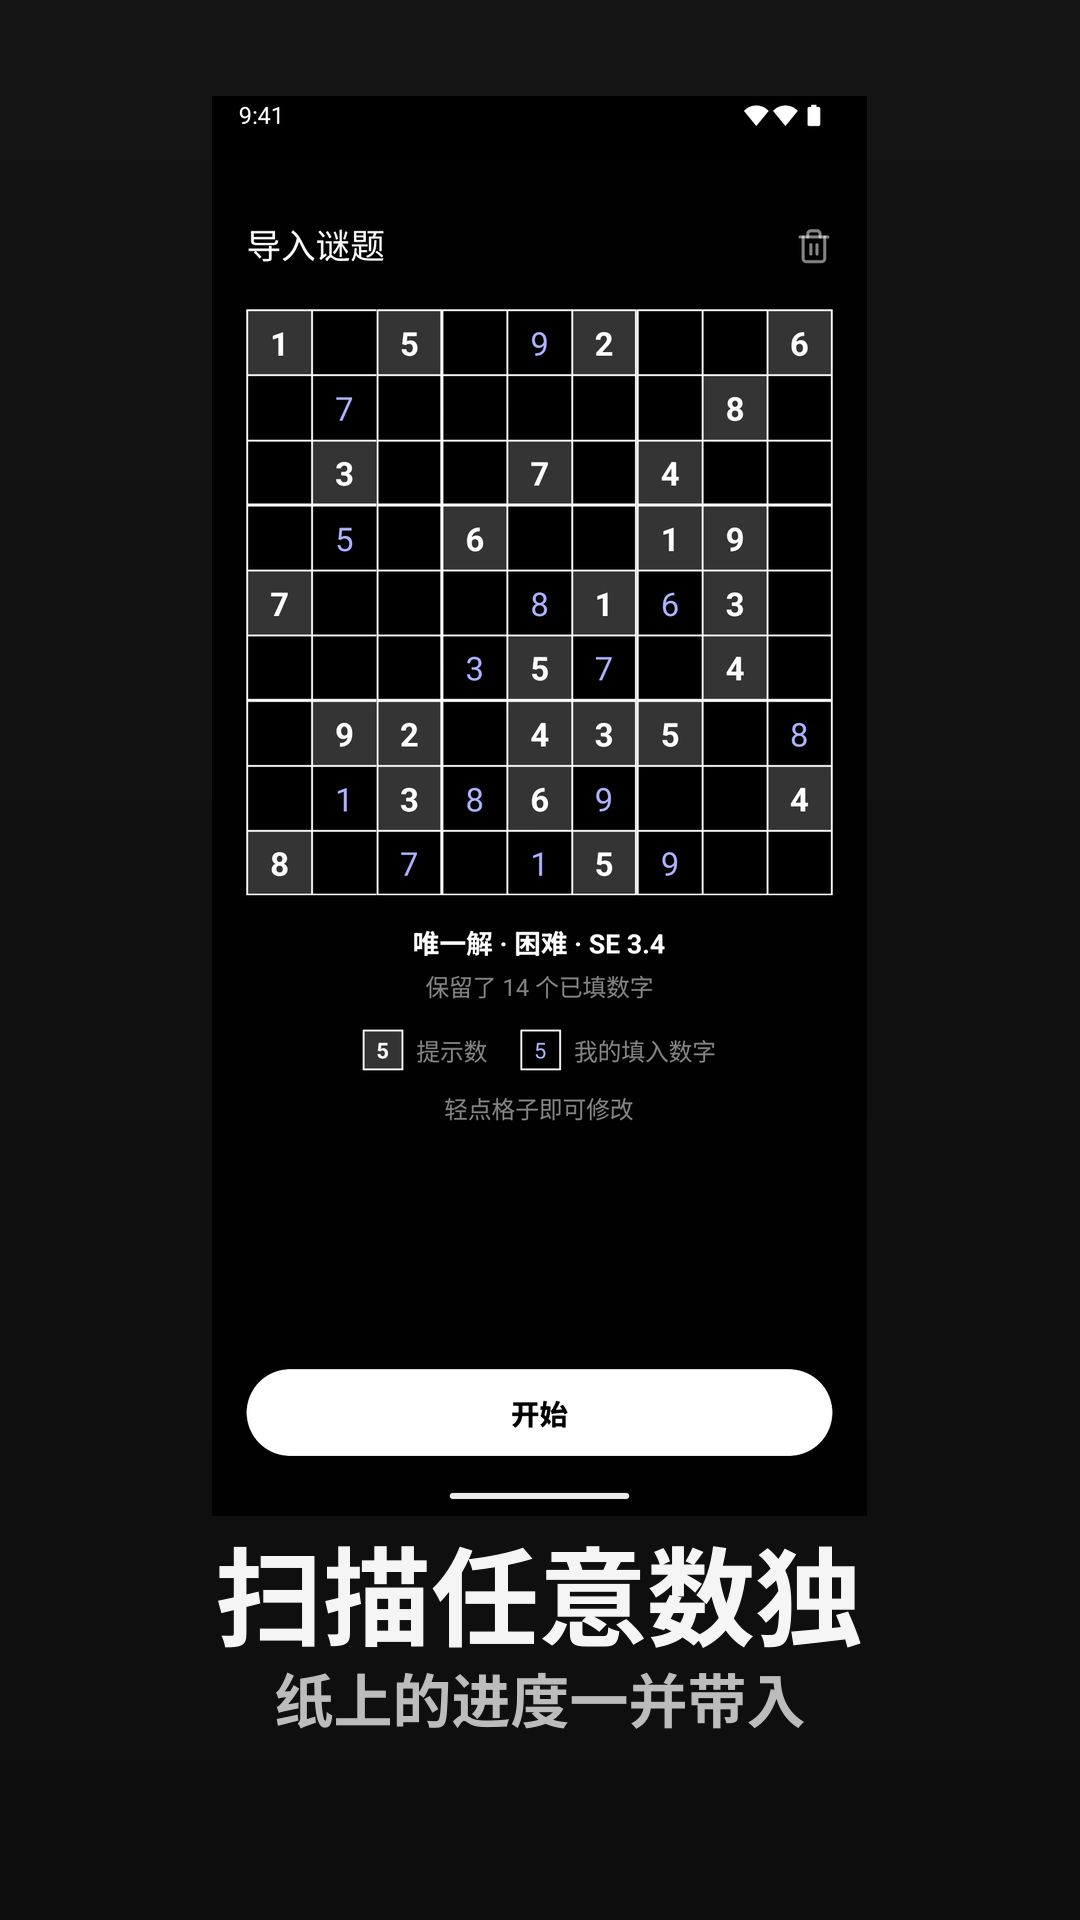 9:41
导入谜题
1 5 9 2 6
7 8
3 7 4
5 6 1 9
7 8 1 6 3
3 5 7 4
9 2 4 3 5 8
1 3 8 6 9 4
8 7 1 5 9
唯一解 · 困难 · SE 3.4
保留了 14 个已填数字
5 提示数 5 我的填入数字
轻点格子即可修改
开始
扫描任意数独
纸上的进度一并带入